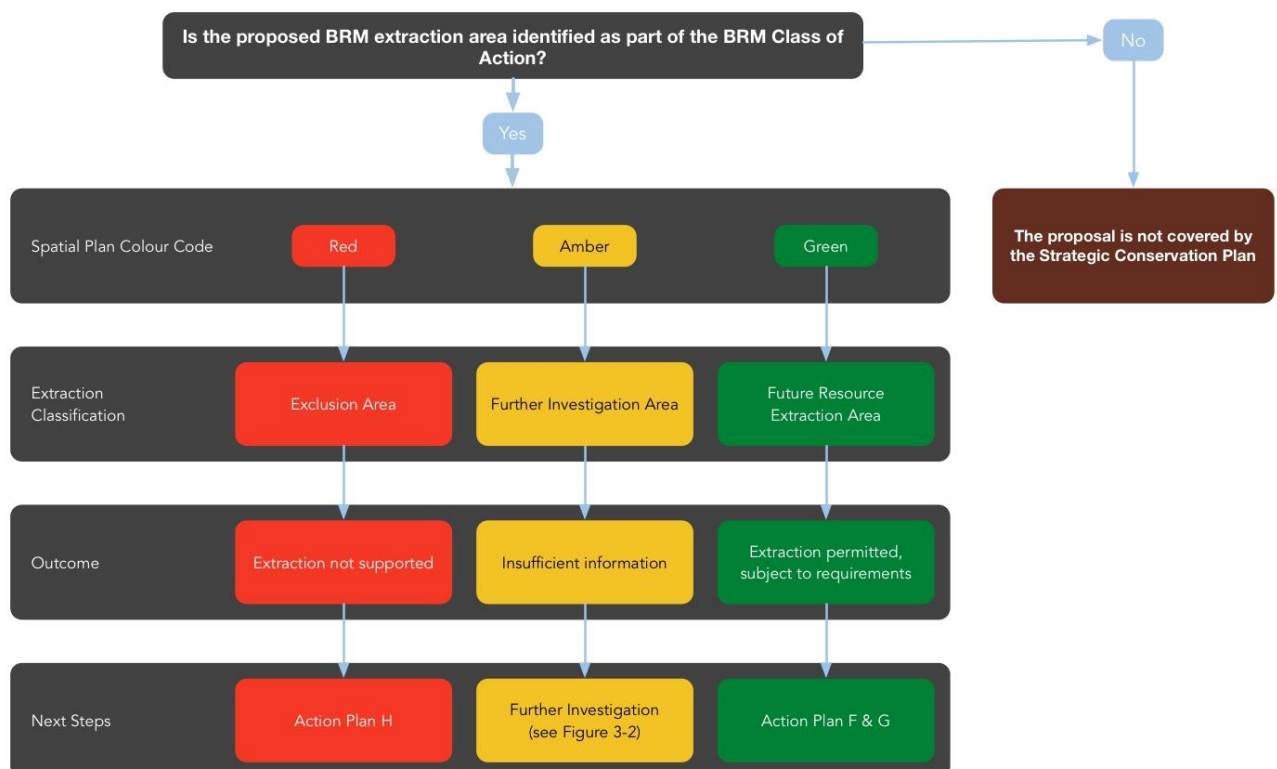 Is the proposed BRM extraction area identified as part of the BRM Class of
Action?
No
Yes
Spatial Plan Colour Code
Red
Amber
Green
The proposal is not covered by
the Strategic Conservation Plan
Extraction
Classification
Exclusion Area
Further Investigation Area
Future Resource
Extraction Area
Outcome
Extraction not supported
Insufficient information
Extraction permitted,
subject to requirements
Next Steps
Action Plan H
Further Investigation
(see Figure 3-2)
Action Plan F & G